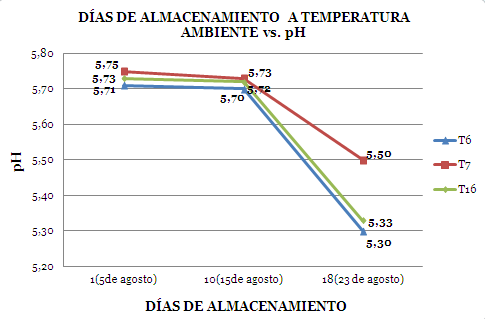 DÍAS DE ALMACENAMIENTO A TEMPERATURA
AMBIENTE vs. pH
5,80
5,70
5,60
5,50
5,40
5,30
5,20
pH
5,75
5,73
5,71
5,73
5,72
5,70
5,50
5,33
5,30
T6
T7
T16
1(5de agosto)
10(15de agosto)
18(23 de agosto)
DÍAS DE ALMACENAMIENTO